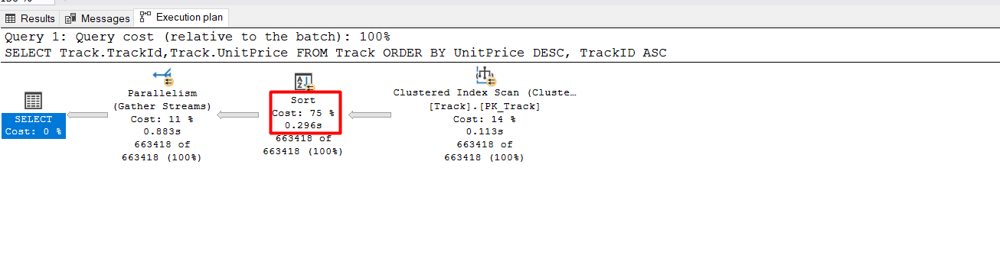 Results Messages Execution plan
Query 1: Query cost (relative to the batch): 100%
SELECT Track.TrackId,Track.UnitPrice FROM Track ORDER BY UnitPrice DESC, TrackID ASC
SELECT
Cost: 0 %
Parallelism
(Gather Streams)
Cost: 11 %
0.883s
663418 of
663418 (100%)
Sort
Cost: 75 %
0.296s
663418 of
663418 (100%)
Clustered Index Scan (Cluste…
[Track].[PK_Track]
Cost: 14 %
0.113s
663418 of
663418 (100%)